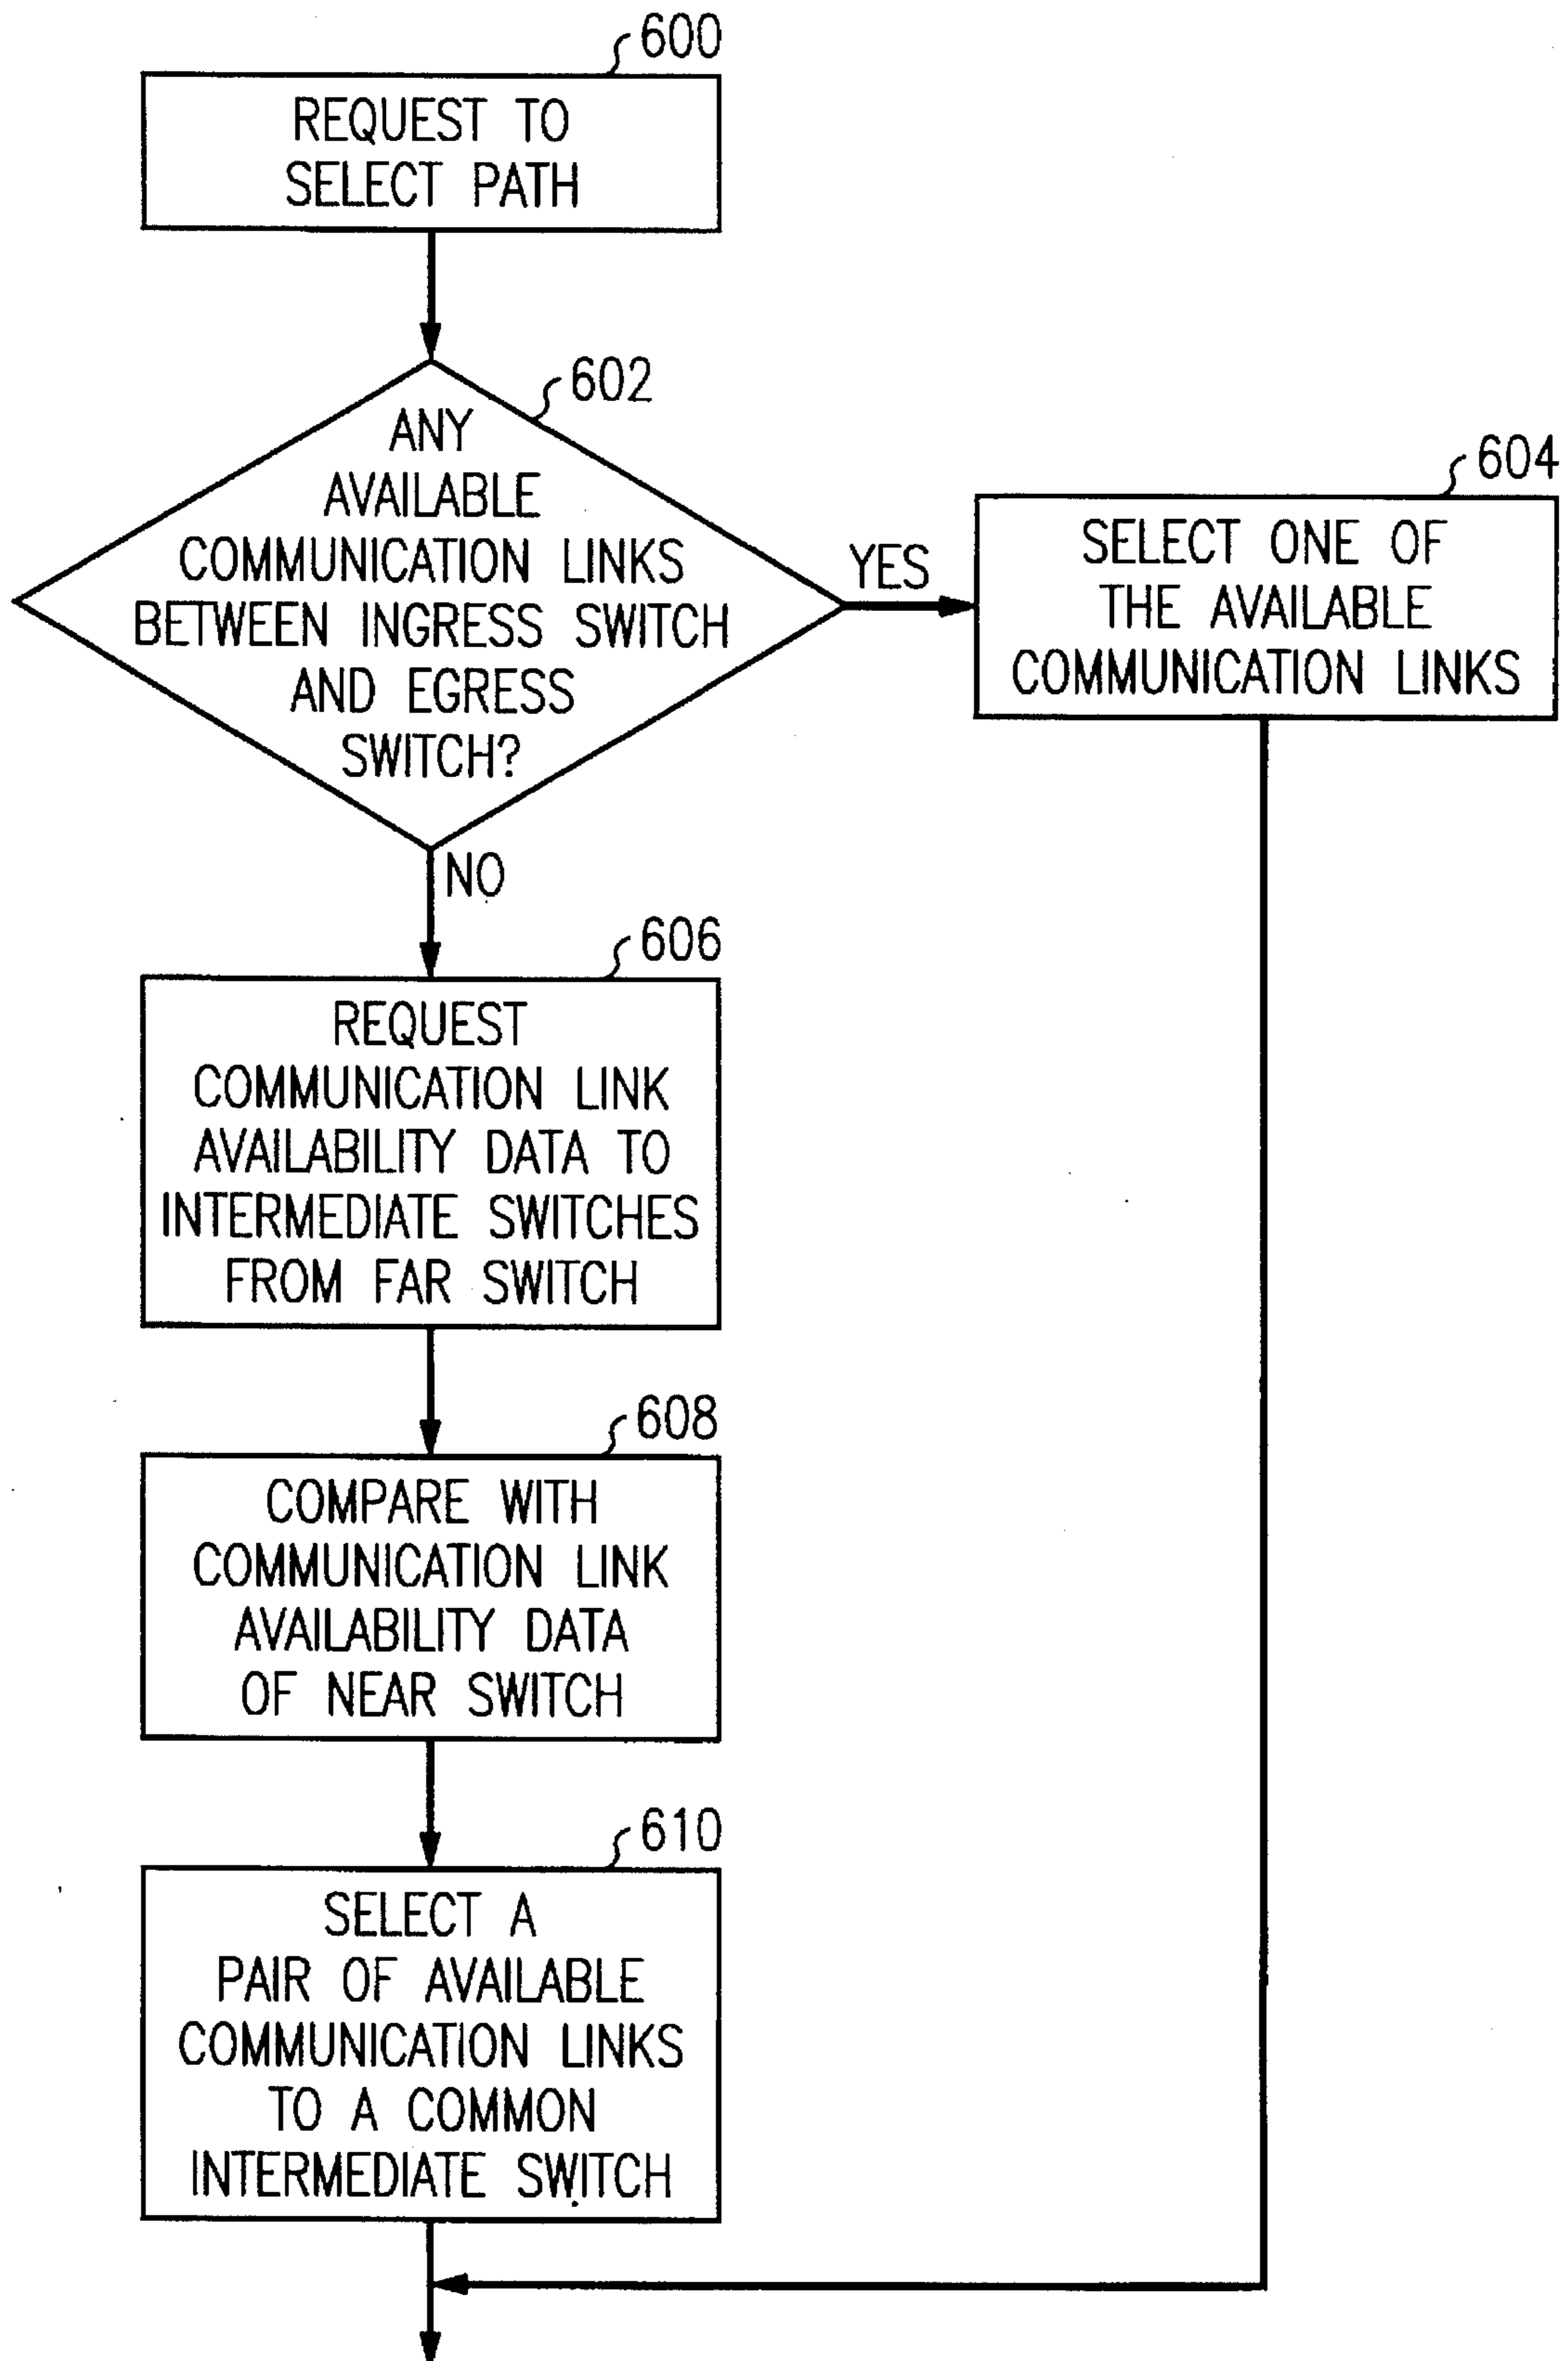 600
REQUEST TO
SELECT PATH
602
ANY
AVAILABLE
COMMUNICATION LINKS
BETWEEN INGRESS SWITCH
AND EGRESS
SWITCH?
YES
604
SELECT ONE OF
THE AVAILABLE
COMMUNICATION LINKS
NO
606
REQUEST
COMMUNICATION LINK
AVAILABILITY DATA TO
INTERMEDIATE SWITCHES
FROM FAR SWITCH
608
COMPARE WITH
COMMUNICATION LINK
AVAILABILITY DATA
OF NEAR SWITCH
610
SELECT A
PAIR OF AVAILABLE
COMMUNICATION LINKS
TO A COMMON
INTERMEDIATE SWITCH